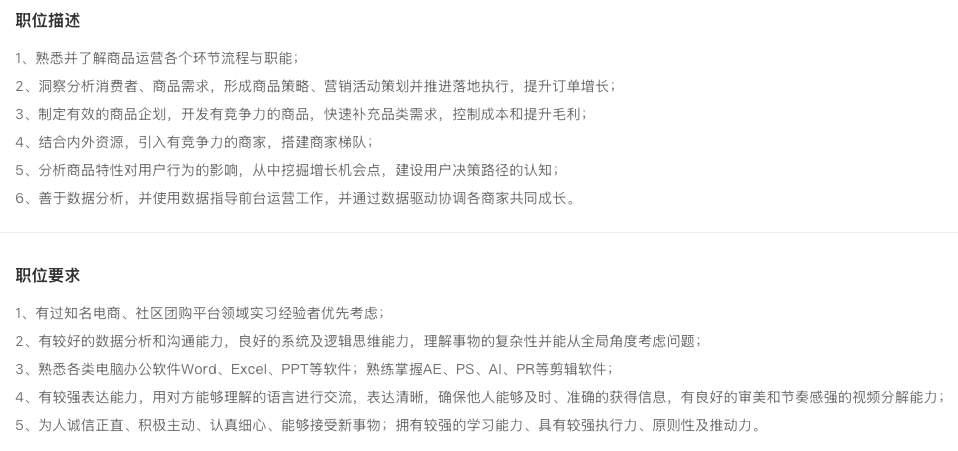 职位描述
1、熟悉并了解商品运营各个环节流程与职能；
2、洞察分析消费者、商品需求，形成商品策略、营销活动策划并推进落地执行，提升订单增长；
3、制定有效的商品企划，开发有竞争力的商品，快速补充品类需求，控制成本和提升毛利；
4、结合内外资源，引入有竞争力的商家，搭建商家梯队；
5、分析商品特性对用户行为的影响，从中挖掘增长机会点，建设用户决策路径的认知；
6、善于数据分析，并使用数据指导前台运营工作，并通过数据驱动协调各商家共同成长。
职位要求
1、有过知名电商、社区团购平台领域实习经验者优先考虑；
2、有较好的数据分析和沟通能力，良好的系统及逻辑思维能力，理解事物的复杂性并能从全局角度考虑问题；
3、熟悉各类电脑办公软件Word、Excel、PPT等软件；熟练掌握AE、PS、AI、PR等剪辑软件；
4、有较强表达能力，用对方能够理解的语言进行交流，表达清晰，确保他人能够及时、准确的获得信息，有良好的审美和节奏感强的视频分解能力；
5、为人诚信正直、积极主动、认真细心、能够接受新事物；拥有较强的学习能力、具有较强执行力、原则性及推动力。